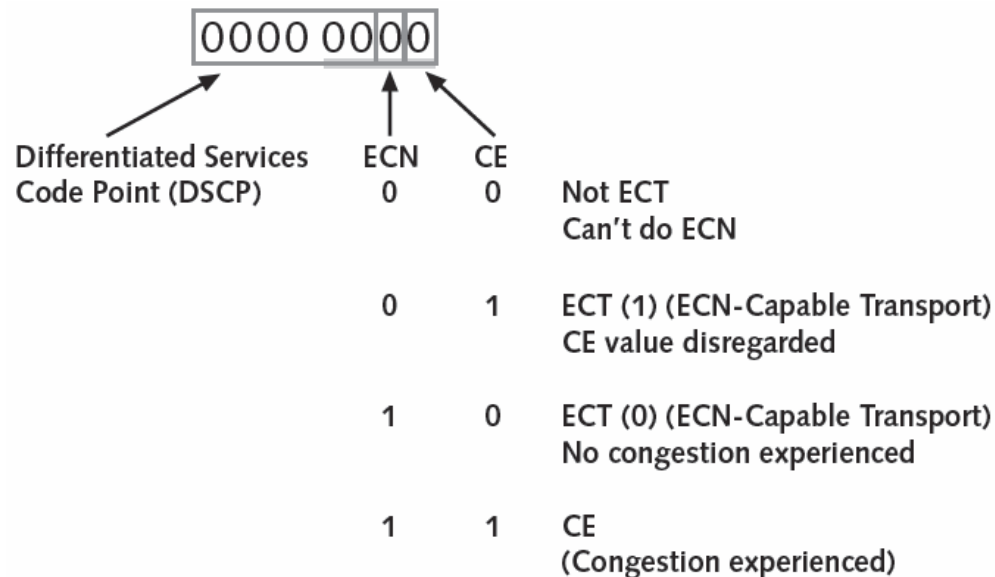 0000 0000
Differentiated Services ECN CE
Code Point (DSCP) 0 0 Not ECT
Can't do ECN
0 1 ECT (1) (ECN-Capable Transport)
CE value disregarded
1 0 ECT (0) (ECN-Capable Transport)
No congestion experienced
1 1 CE
(Congestion experienced)